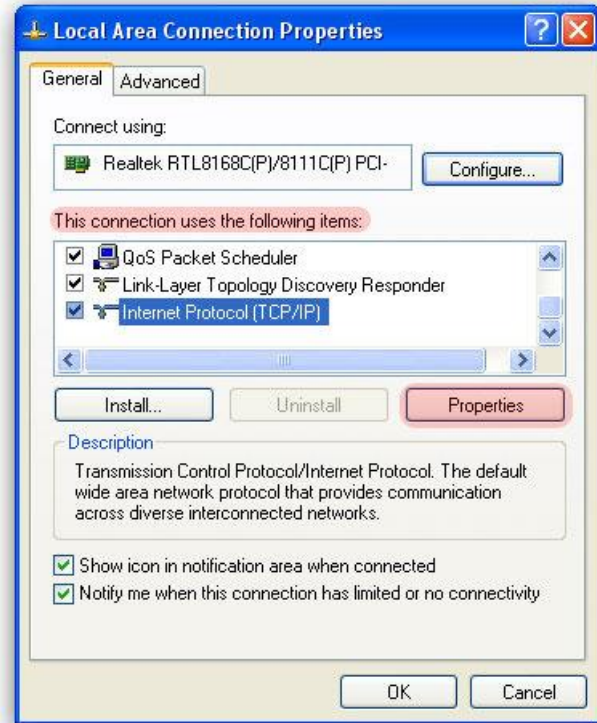 Local Area Connection Properties
General
Advanced
Connect using:
Realtek RTL8168C(P)/8111C(P) PCI-
Configure...
This connection uses the following items:
QoS Packet Scheduler
Link-Layer Topology Discovery Responder
Internet Protocol (TCP/IP)
Install...
Uninstall
Properties
Description
Transmission Control Protocol/Internet Protocol. The default
wide area network protocol that provides communication
across diverse interconnected networks.
Show icon in notification area when connected
Notify me when this connection has limited or no connectivity
OK
Cancel